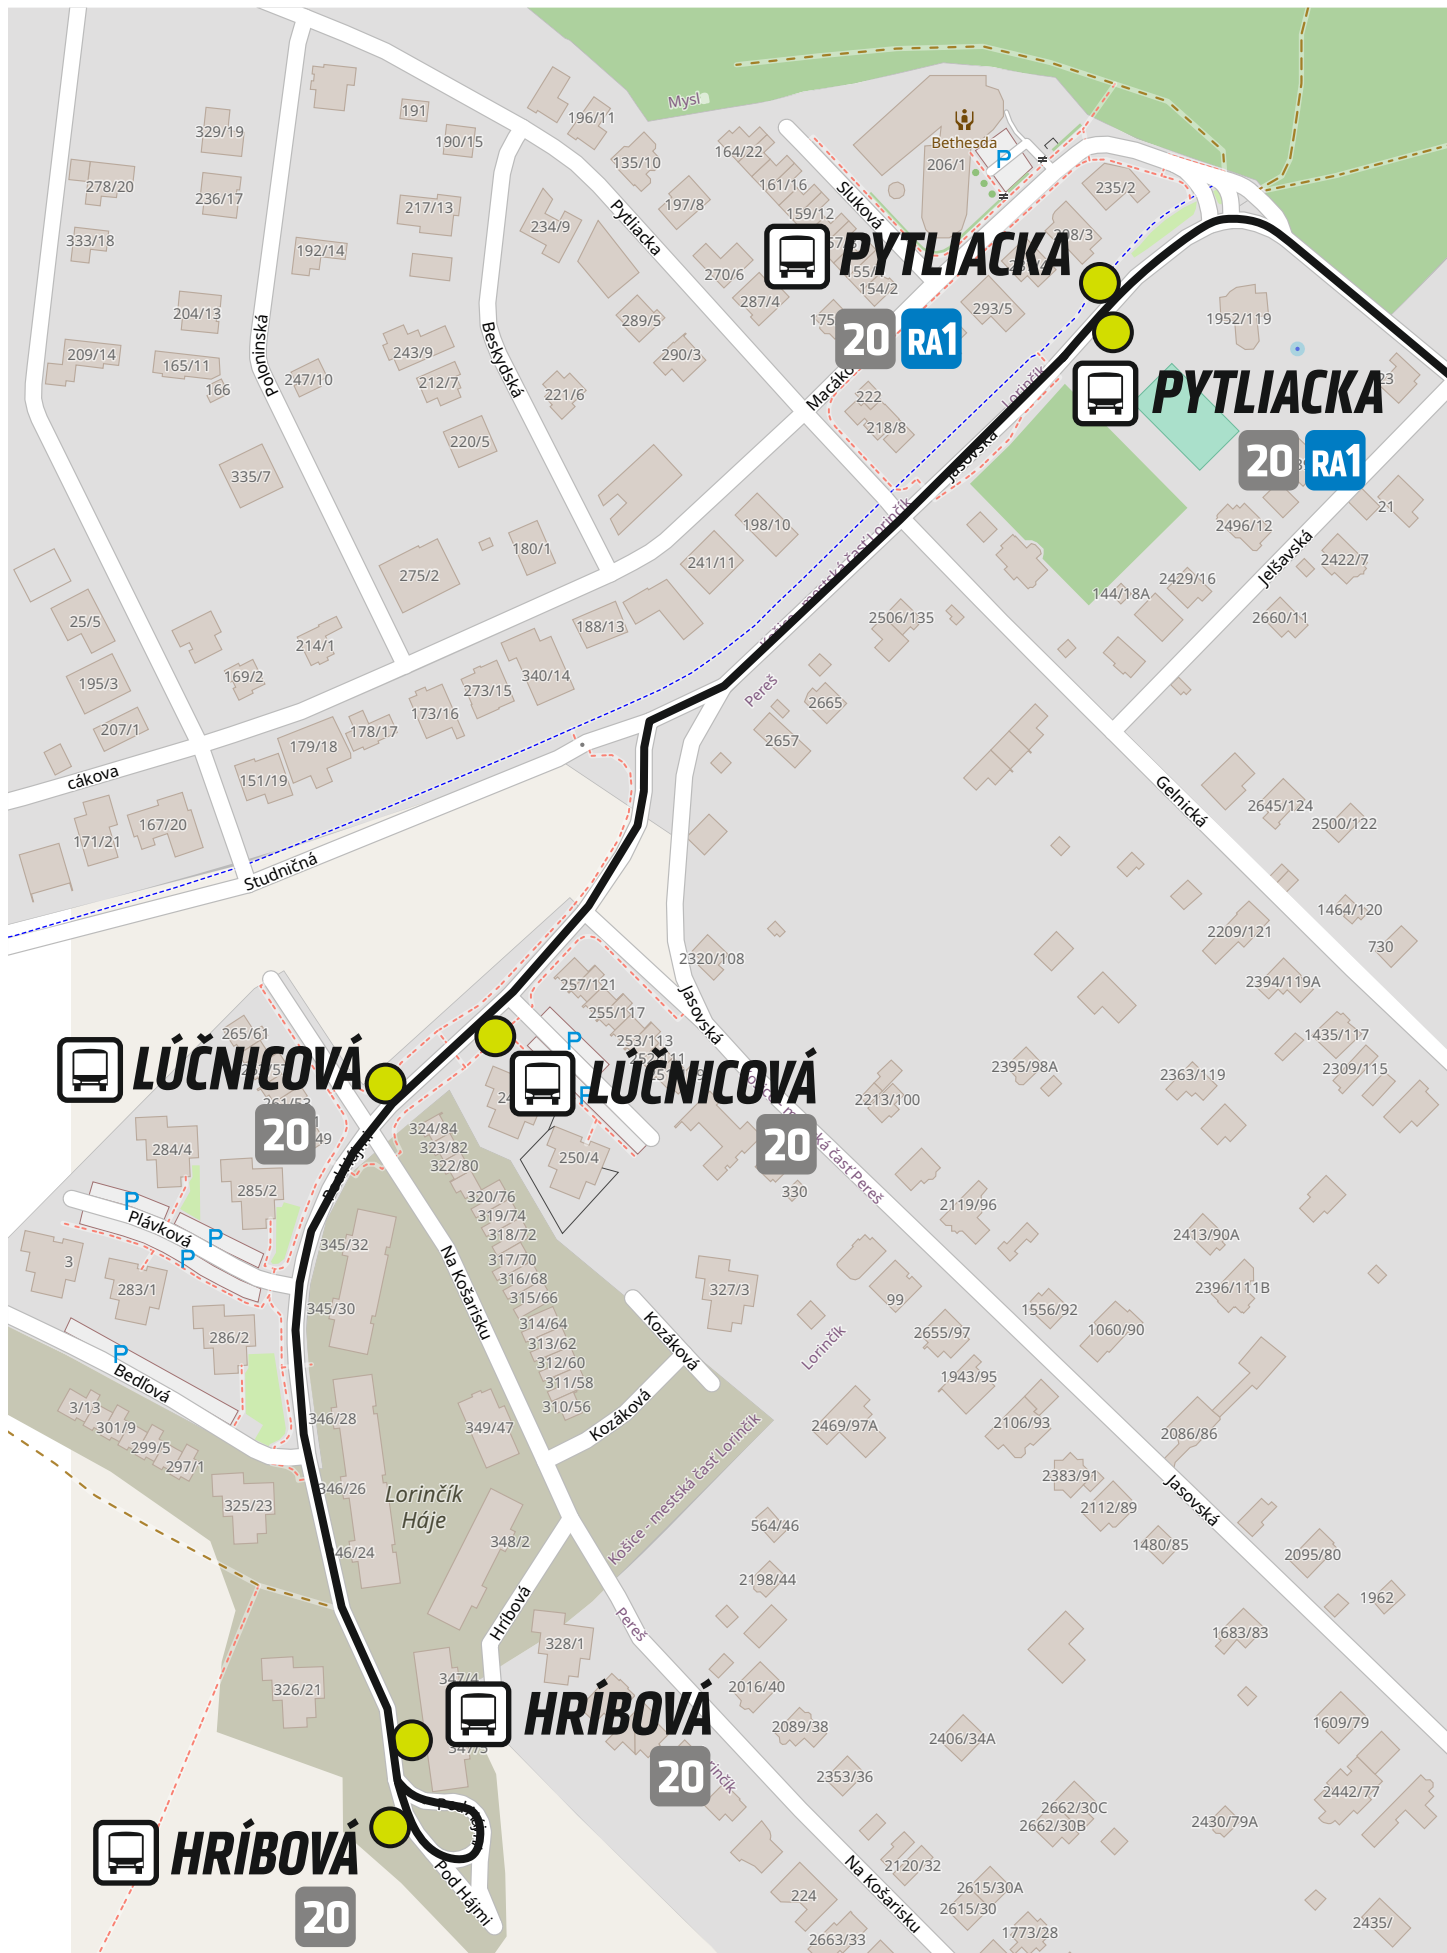 Mysl
Bethesda
206/1
P
329/19
191
190/15
196/11
135/10
164/22
161/16
159/12
235/2
278/20
236/17
217/13
234/9
197/8
Sluková
Pytliacka
333/18
192/14
270/6
287/4
154/2
PYTLIACKA
20 RA1
293/5
1952/119
204/13
Poloninská
Beskydská
289/5
290/3
209/14
165/11
166
247/10
243/9
212/7
221/6
222
218/8
Lorinčík
Jasovská
PYTLIACKA
20 RA1
335/7
220/5
21
198/10
2496/12
Jelšavská
2422/7
275/2
180/1
241/11
Košice - mestská časť Lorinčík
144/18A
2429/16
2660/11
25/5
214/1
188/13
2506/135
195/3
169/2
273/15
340/14
Pereš
2665
207/1
173/16
178/17
179/18
2657
cákova
151/19
171/21
167/20
Studničná
Gelnická
2645/124
2500/122
1464/120
2209/121
730
2394/119A
2320/108
Jasovská
257/121
255/117
253/113
P
265/61
LÚČNICOVÁ
20
LÚČNICOVÁ
20
2395/98A
1435/117
2363/119
2309/115
2213/100
324/84
323/82
322/80
250/4
330
284/4
285/2
Pod Hájmi
P
Plávková
P
P
320/76
319/74
318/72
317/70
316/68
315/66
314/64
313/62
312/60
311/58
310/56
2119/96
2413/90A
2396/111B
3
283/1
345/32
345/30
Na Košarisku
327/3
99
1556/92
1060/90
286/2
P
Bedľová
Kozáková
Kozáková
Lorinčík
2655/97
1943/95
3/13
301/9
299/5
297/1
346/28
349/47
2469/97A
2106/93
2086/86
325/23
346/26
Lorinčík
Háje
Košice - mestská časť Lorinčík
2383/91
2112/89
Jasovská
348/2
564/46
1480/85
2095/80
2198/44
1962
Hríbová
328/1
Pereš
1683/83
326/21
347/4
HRÍBOVÁ
20
2016/40
2089/38
2406/34A
1609/79
2353/36
2442/77
2662/30C
2662/30B
2430/79A
HRÍBOVÁ
20
Pod Hájmi
2120/32
Na Košarisku
224
2615/30A
2615/30
2663/33
1773/28
2435/